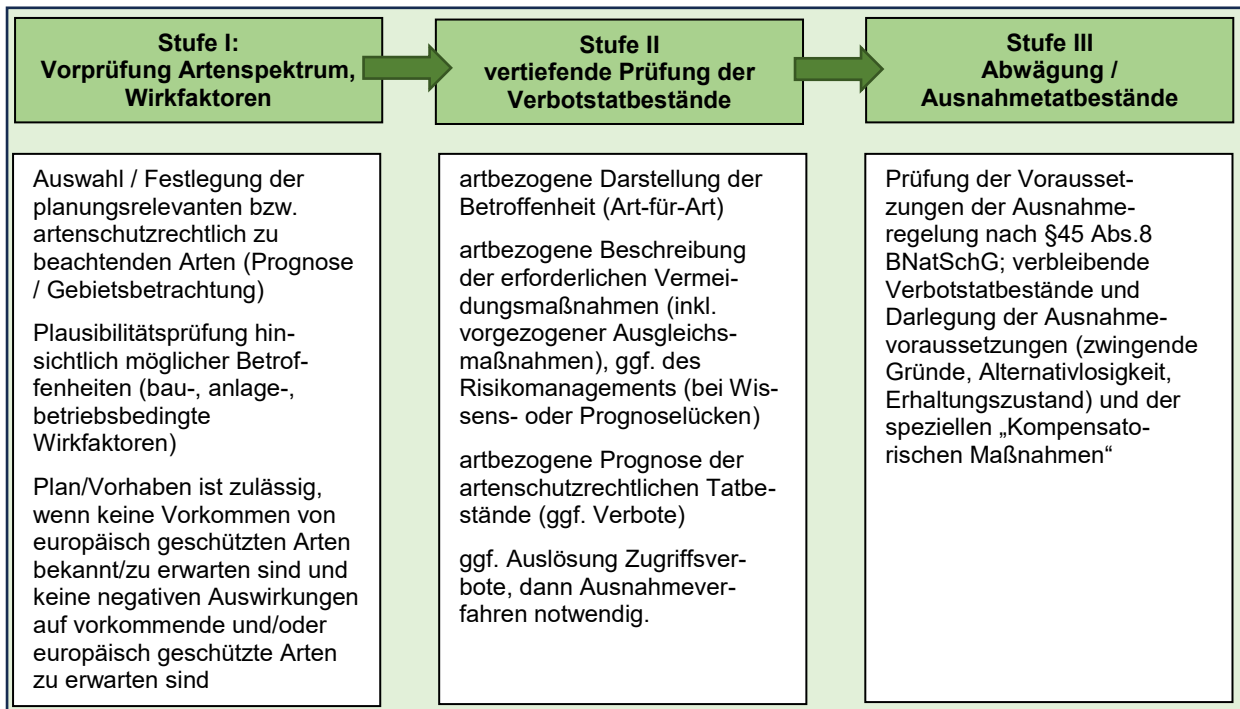 Stufe I:
Vorprüfung Artenspektrum,
Wirkfaktoren
Stufe II
vertiefende Prüfung der
Verbotstatbestände
Stufe III
Abwägung /
Ausnahmetatbestände
Auswahl / Festlegung der
planungsrelevanten bzw.
artenschutzrechtlich zu
beachtenden Arten (Prognose
/ Gebietsbetrachtung)
Plausibilitätsprüfung hin-
sichtlich möglicher Betrof-
fenheiten (bau-, anlage-,
betriebsbedingte
Wirkfaktoren)
Plan/Vorhaben ist zulässig,
wenn keine Vorkommen von
europäisch geschützten Arten
bekannt/zu erwarten sind und
keine negativen Auswirkungen
auf vorkommende und/oder
europäisch geschützte Arten
zu erwarten sind
artbezogene Darstellung der
Betroffenheit (Art-für-Art)
artbezogene Beschreibung
der erforderlichen Vermei-
dungsmaßnahmen (inkl.
vorgezogener Ausgleichs-
maßnahmen), ggf. des
Risikomanagements (bei Wis-
sens- oder Prognoselücken)
artbezogene Prognose der
artenschutzrechtlichen Tatbe-
stände (ggf. Verbote)
ggf. Auslösung Zugriffsver-
bote, dann Ausnahmever-
fahren notwendig.
Prüfung der Vorausset-
zungen der Ausnahme-
regelung nach §45 Abs.8
BNatSchG; verbleibende
Verbotstatbestände und
Darlegung der Ausnahme-
voraussetzungen (zwingende
Gründe, Alternativlosigkeit,
Erhaltungszustand) und der
speziellen „Kompensato-
rischen Maßnahmen“